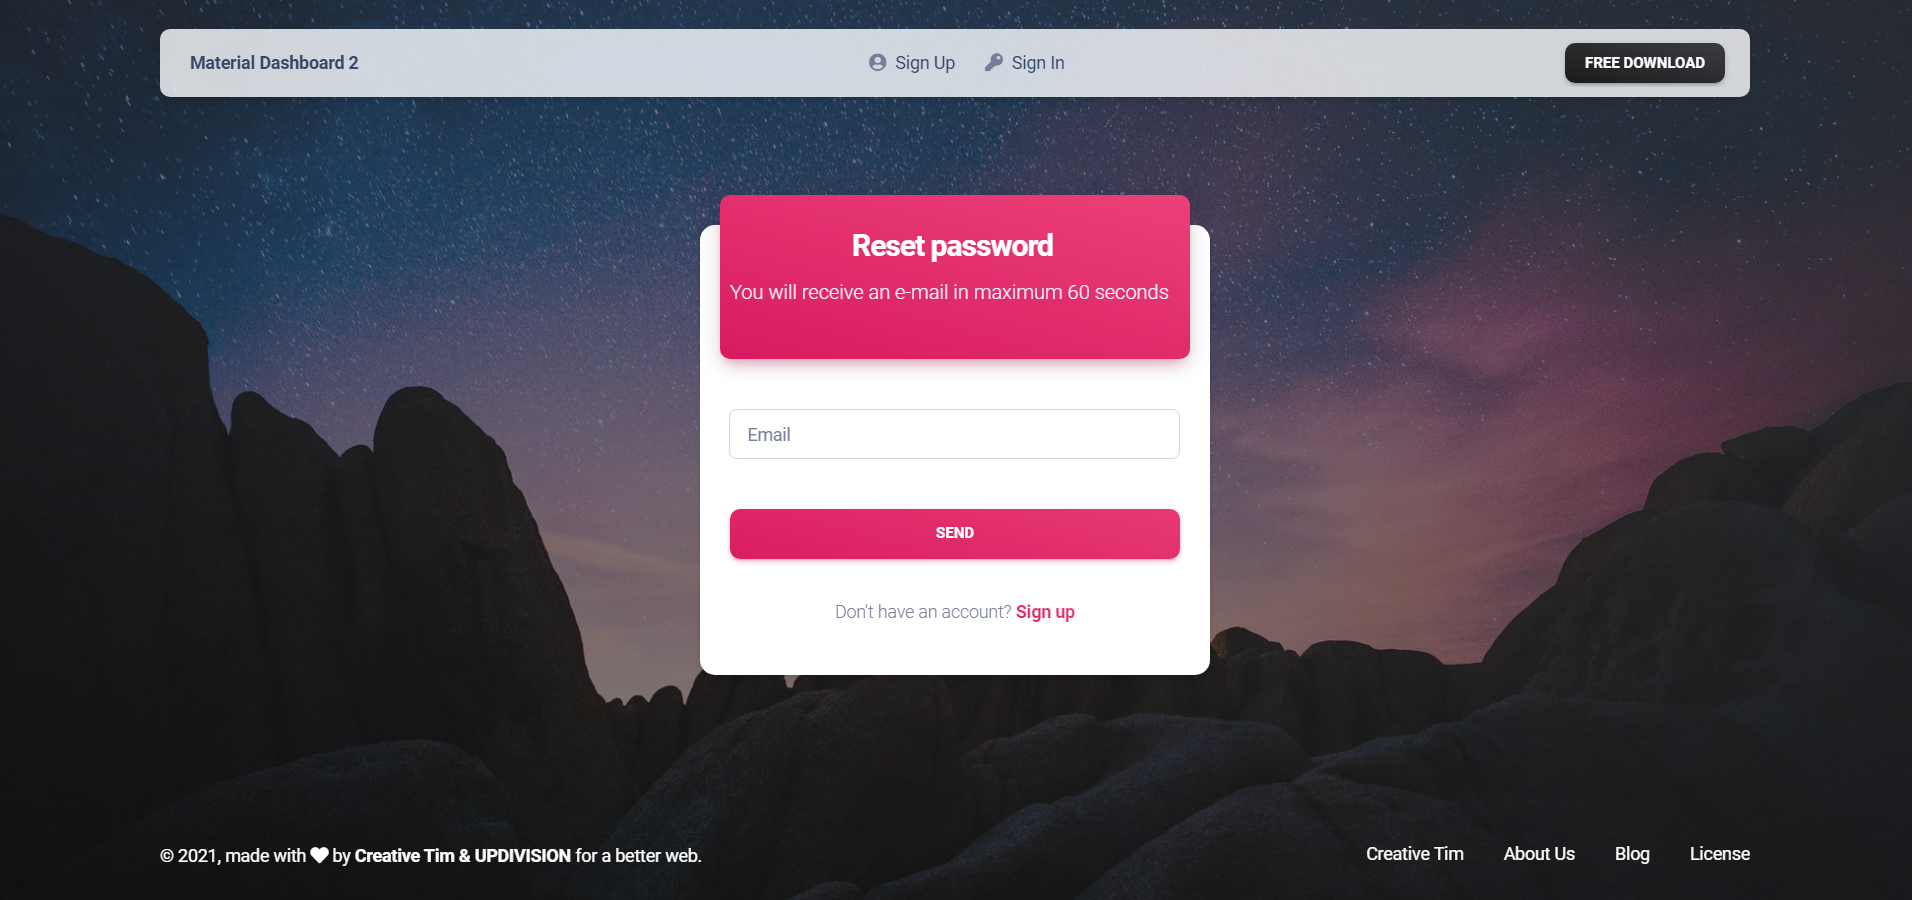 Material Dashboard 2
Sign Up
Sign In
FREE DOWNLOAD
Reset password
You will receive an e-mail in maximum 60 seconds
Email
SEND
Don't have an account? Sign up
© 2021, made with ♥ by Creative Tim & UPDIVISION for a better web.
Creative Tim
About Us
Blog
License